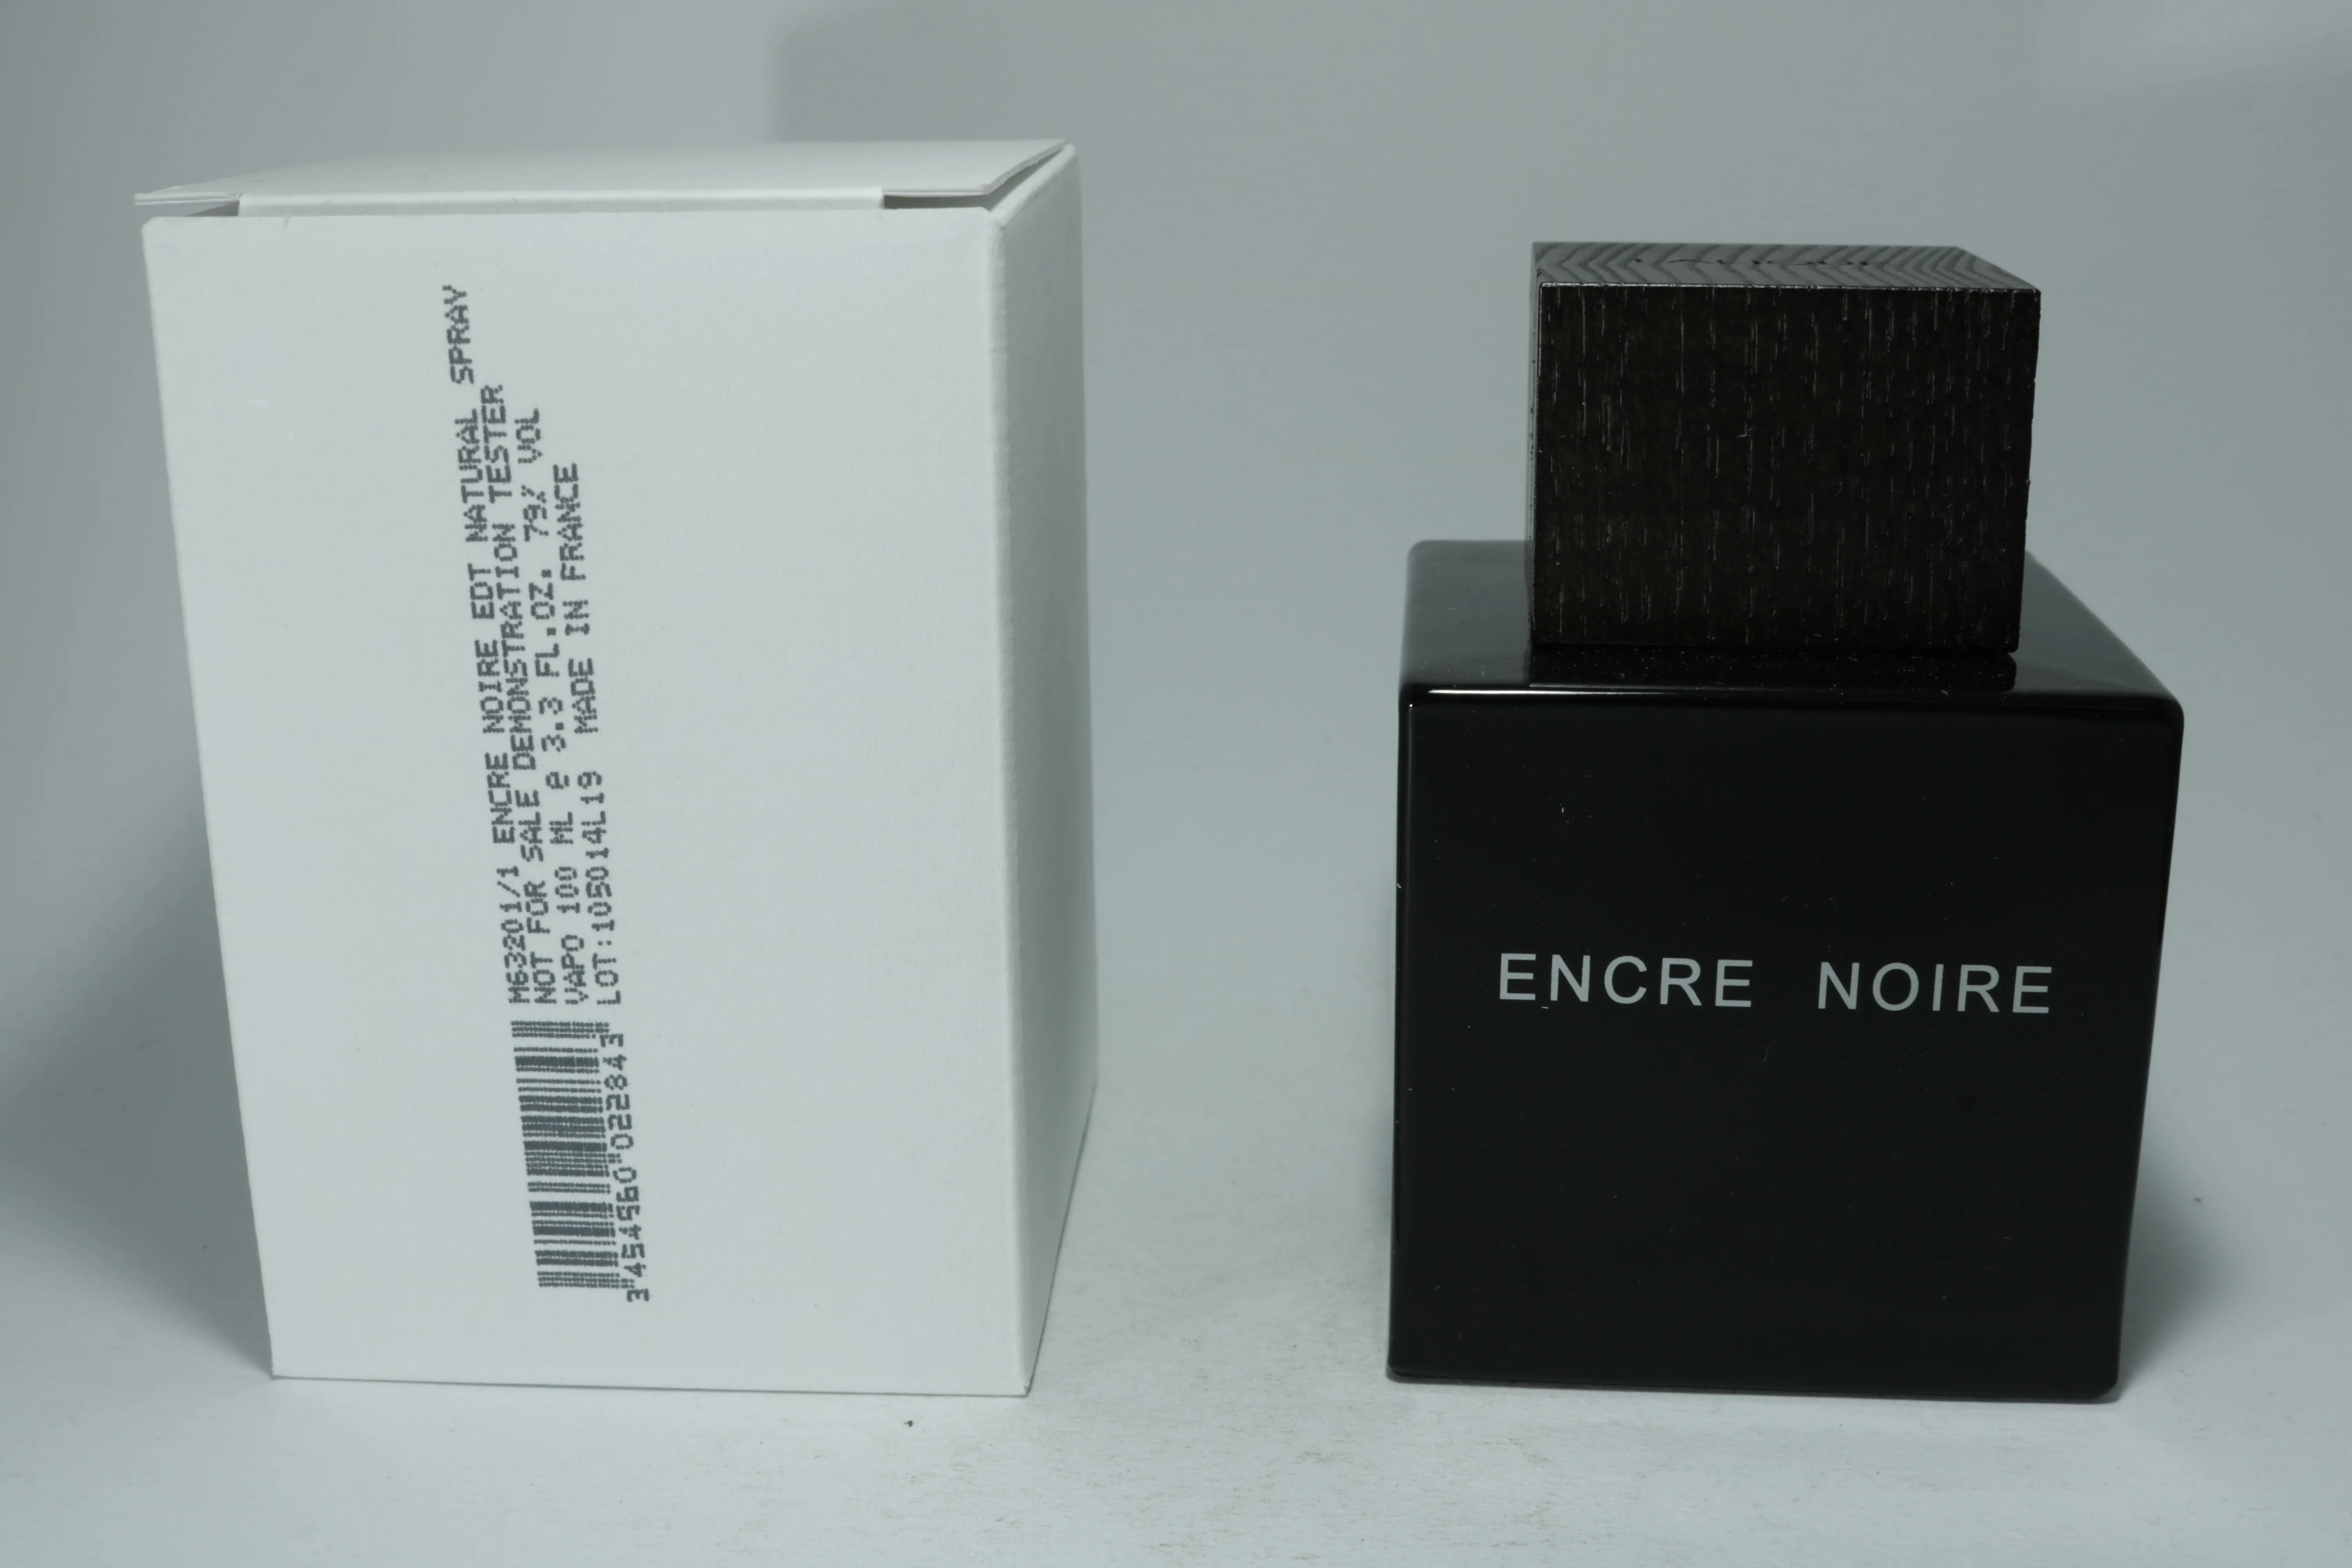 M63201/1 ENCRE NOIRE EDT NATURAL SPRAY
NOT FOR SALE DEMONSTRATION TESTER
VAPO 100 ML e 3.3 FL.OZ. 79% VOL
LOT:105014L19 MADE IN FRANCE
3"454960"022843"
ENCRE NOIRE